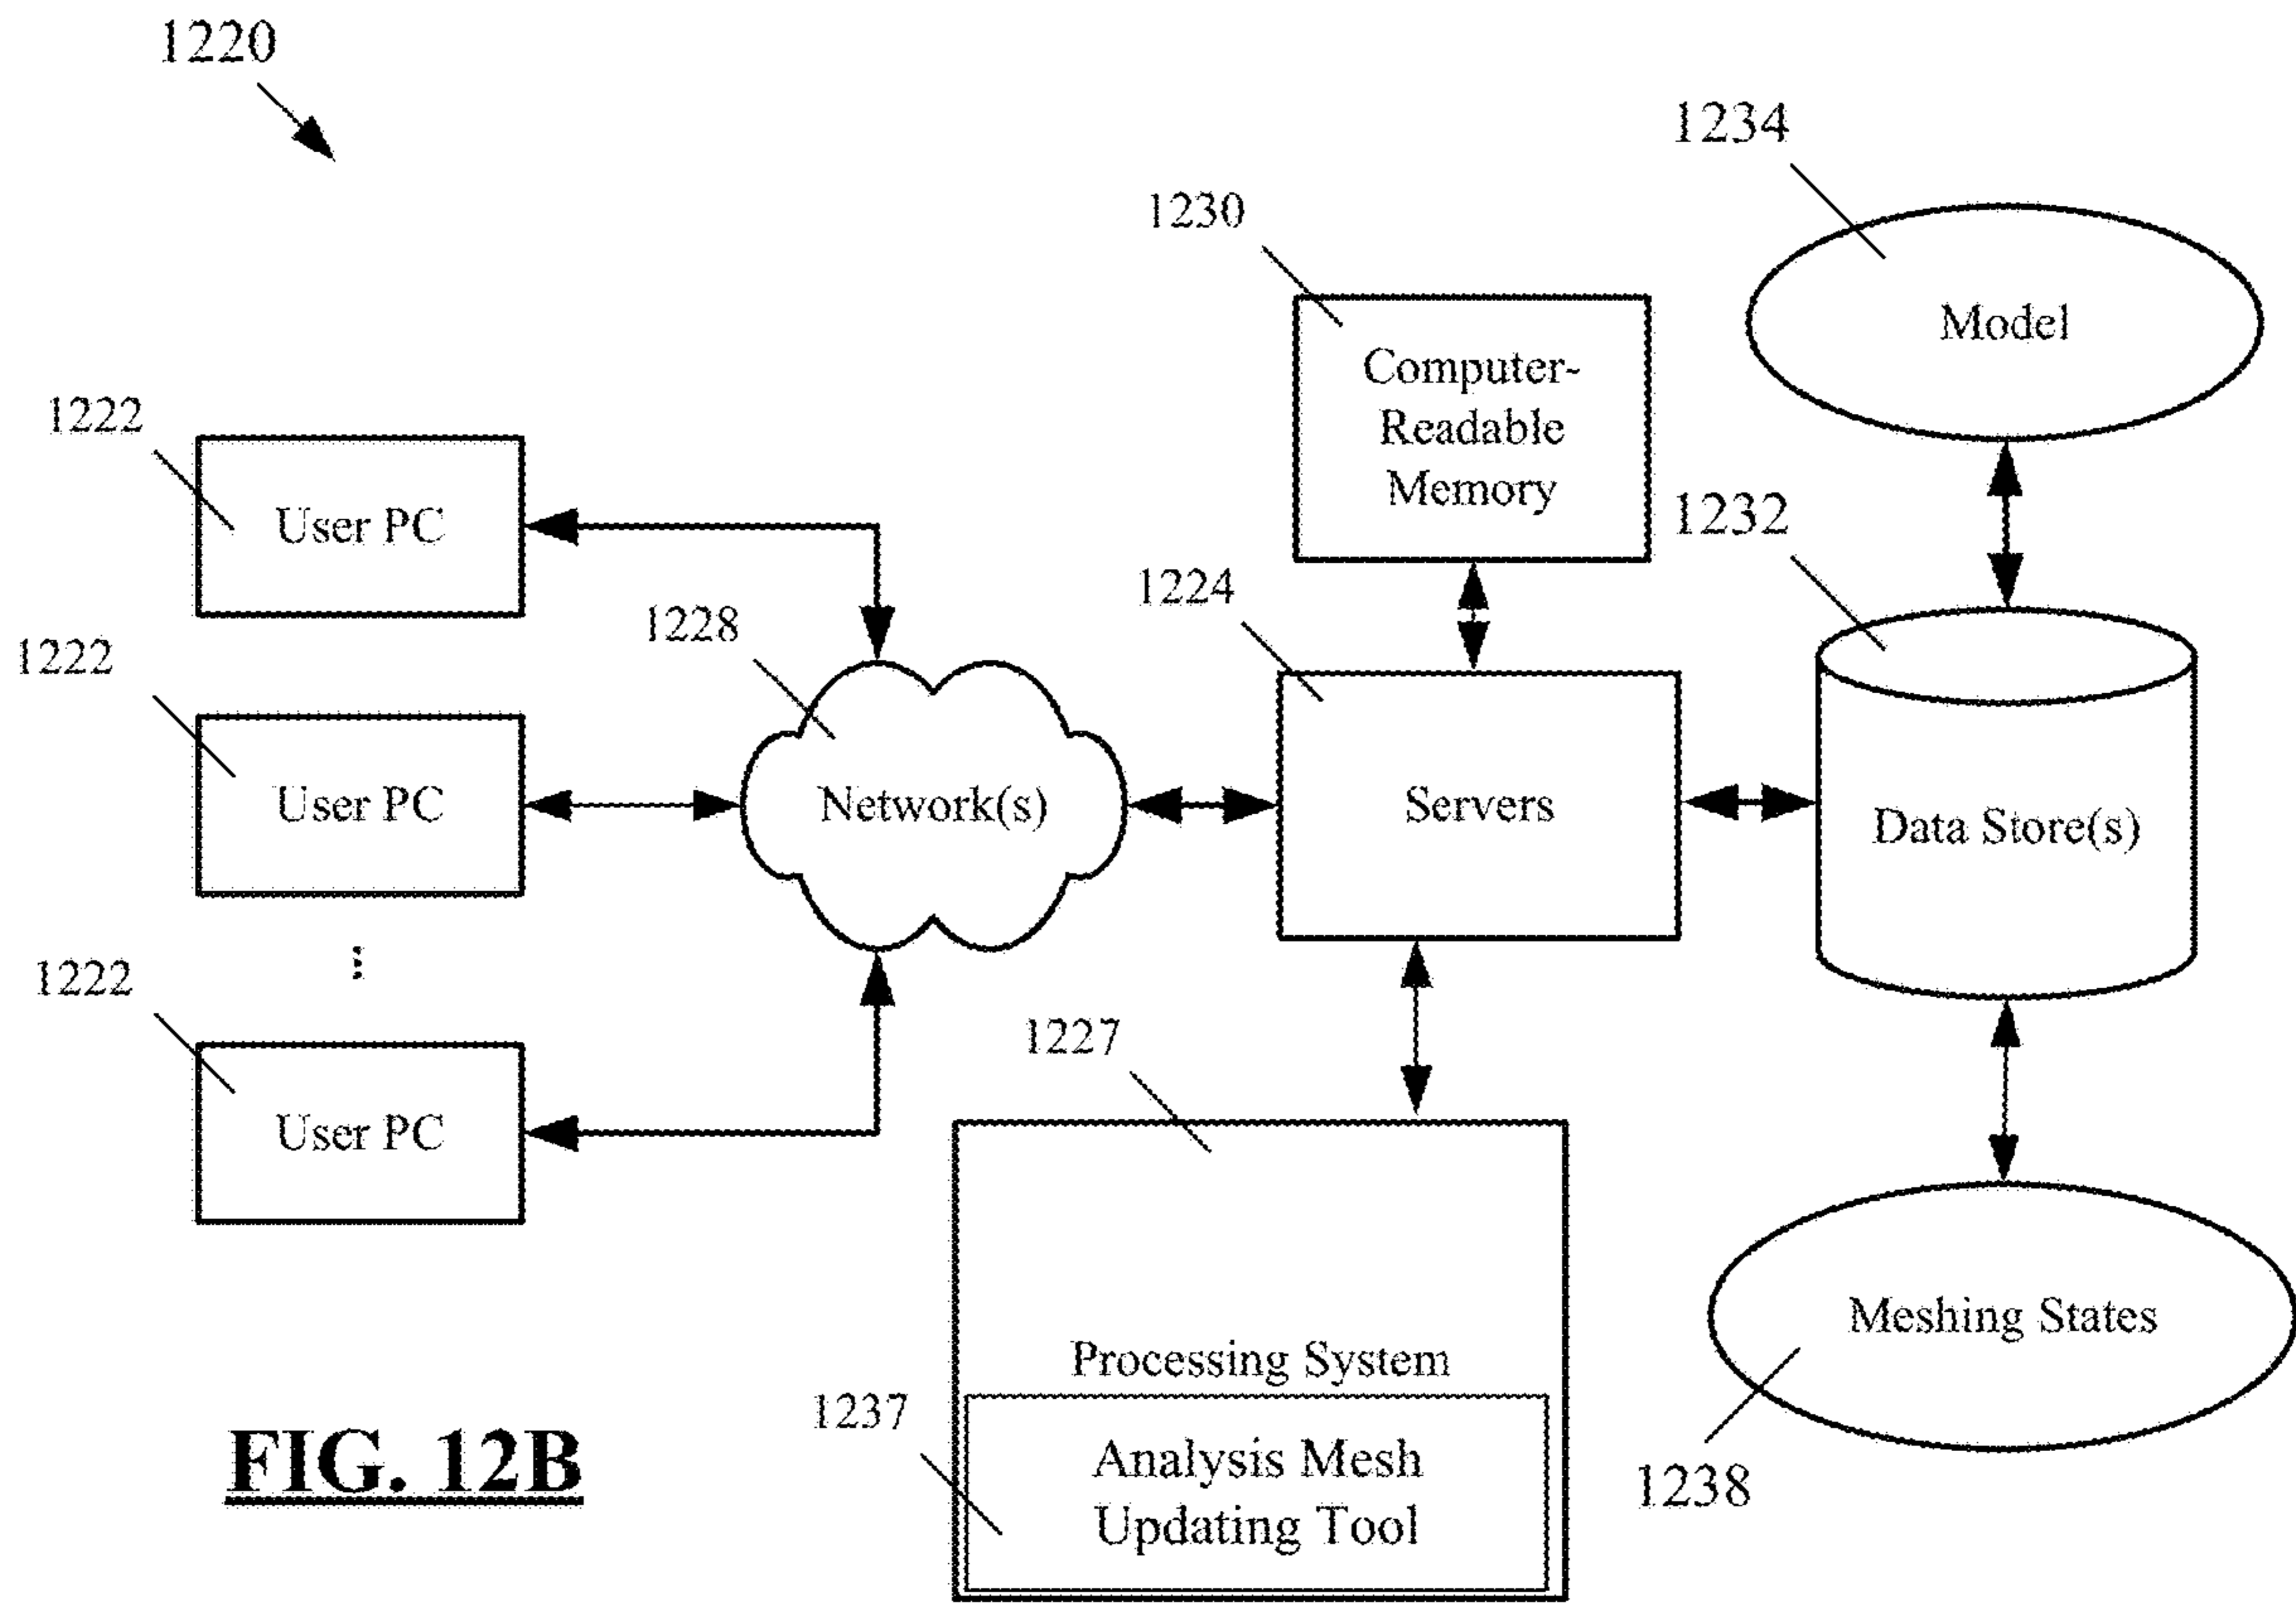 1220
1234
1230
Model
Computer-
Readable
Memory
1222
User PC
1232
1224
1228
1222
User PC
Network(s)
Servers
Data Store(s)
...
1222
User PC
1227
Processing System
Meshing States
1237
Analysis Mesh
Updating Tool
1238
FIG. 12B